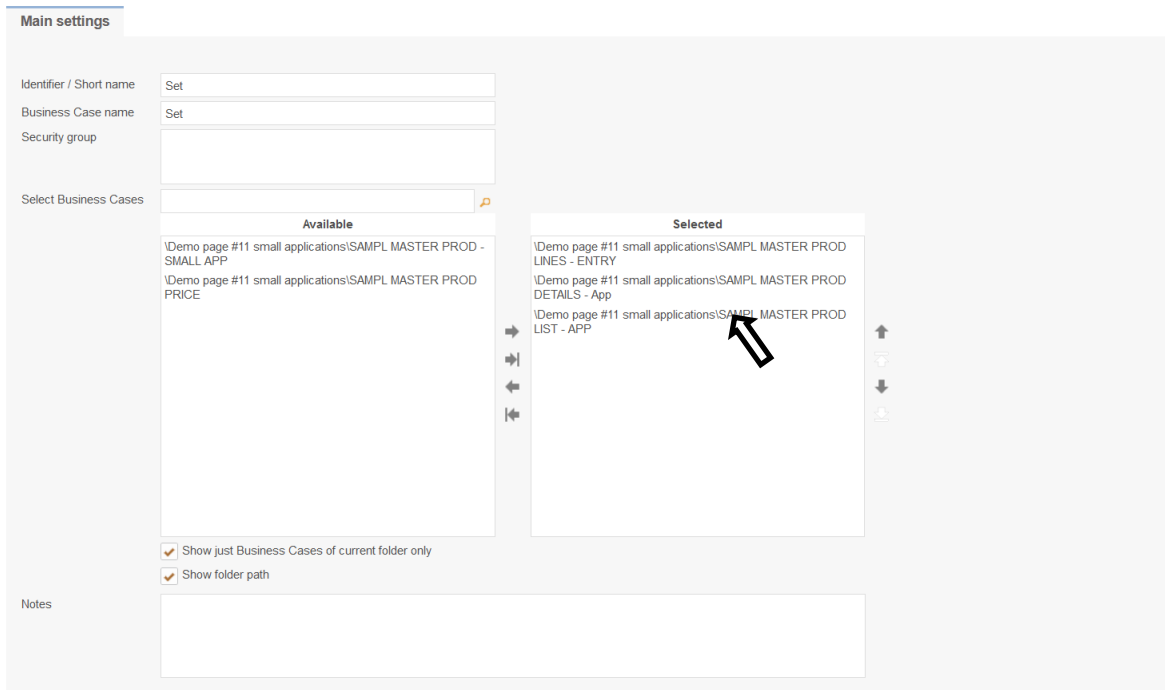 Main settings
Identifier / Short name
Set
Business Case name
Set
Security group
Select Business Cases
Available
\Demo page #11 small applications\SAMPL MASTER PROD -
SMALL APP
\Demo page #11 small applications\SAMPL MASTER PROD
PRICE
Selected
\Demo page #11 small applications\SAMPL MASTER PROD
LINES - ENTRY
\Demo page #11 small applications\SAMPL MASTER PROD
DETAILS - App
\Demo page #11 small applications\SAMPL MASTER PROD
LIST - APP
Show just Business Cases of current folder only
Show folder path
Notes